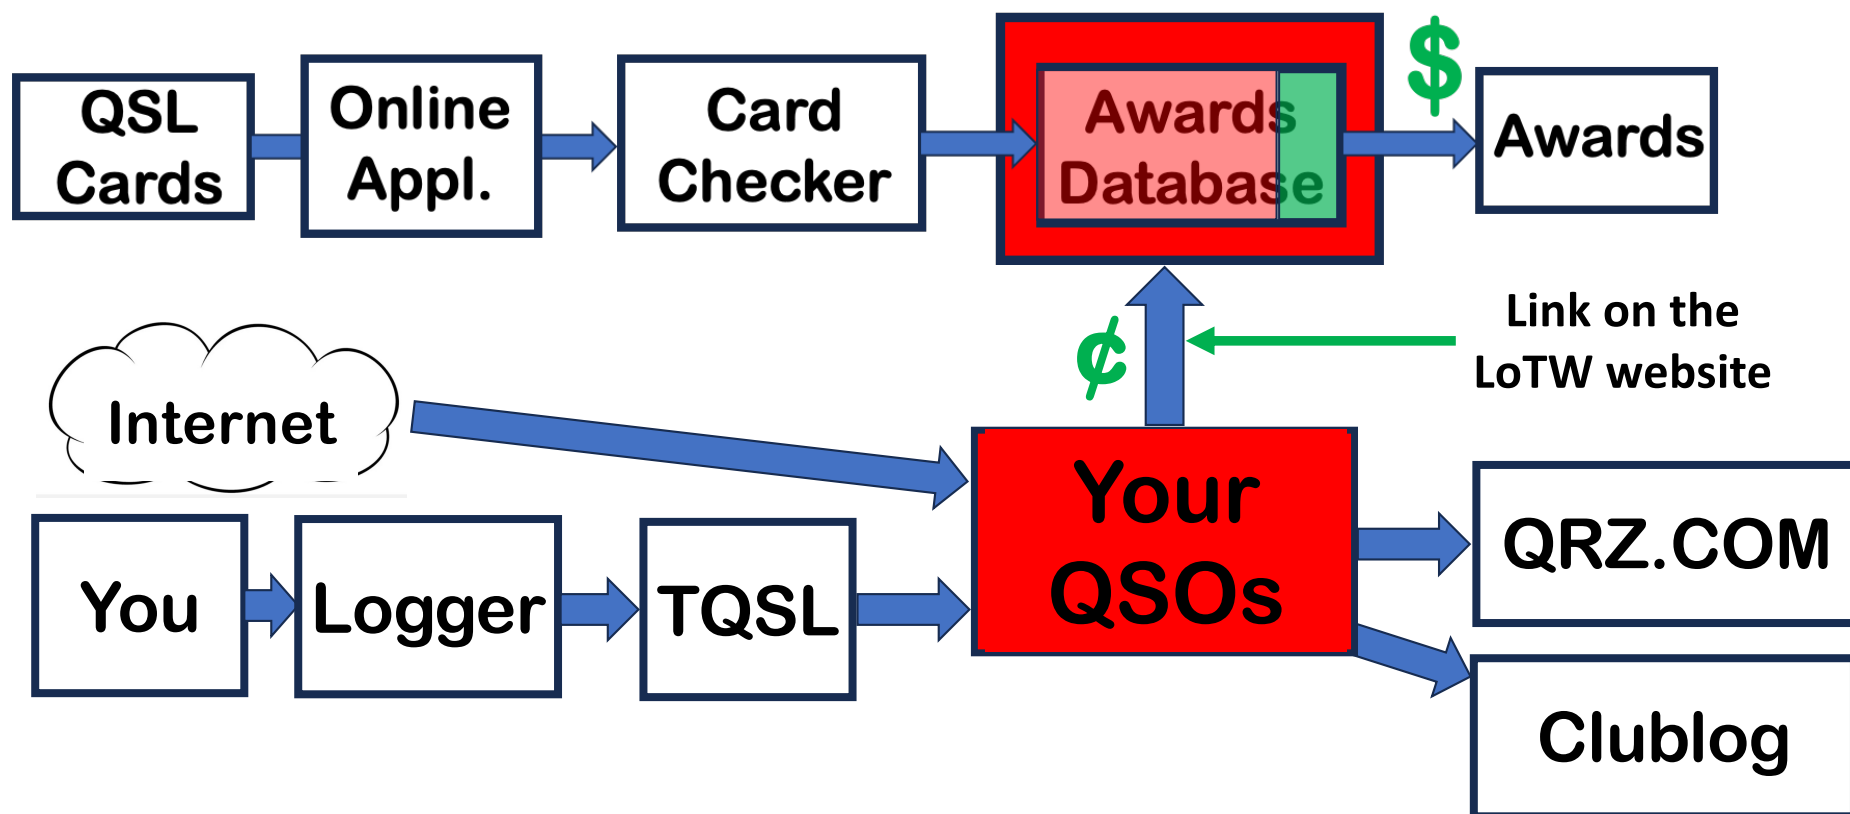 QSL
Cards
Online
Appl.
Card
Checker
Awards
Database
$
Awards
Link on the
LoTW website
¢
Internet
You
Logger
TQSL
Your
QSOs
QRZ.COM
Clublog